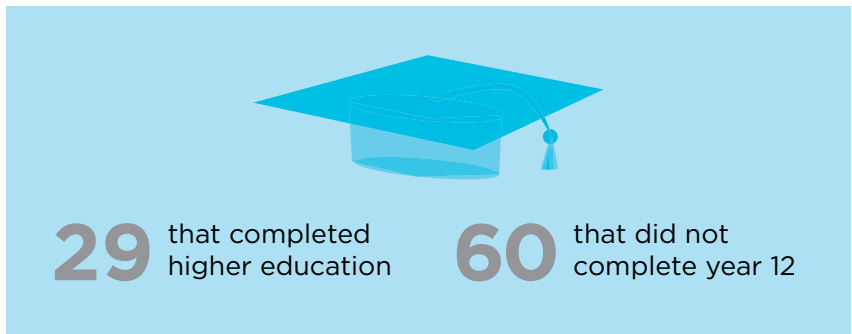 29 that completed
higher education
60 that did not
complete year 12